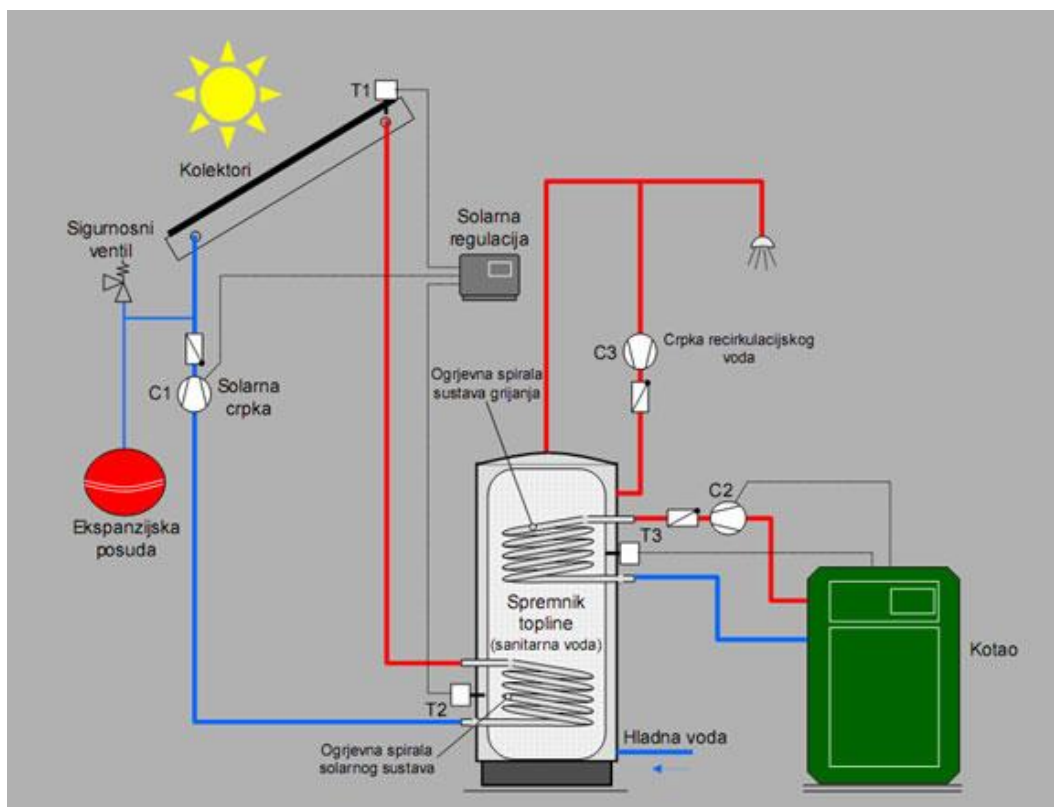 T1
Kolektori
Sigurnosni
ventil
Solarna
regulacija
C1
Solarna
crpka
C3
Crpka recirkulacijskog
voda
Ogrjevna spirala
sustava grijanja
Ekspanzijska
posuda
C2
T3
Spremnik
topline
(sanitarna voda)
Kotao
T2
Hladna voda
Ogrjevna spirala
solarnog sustava